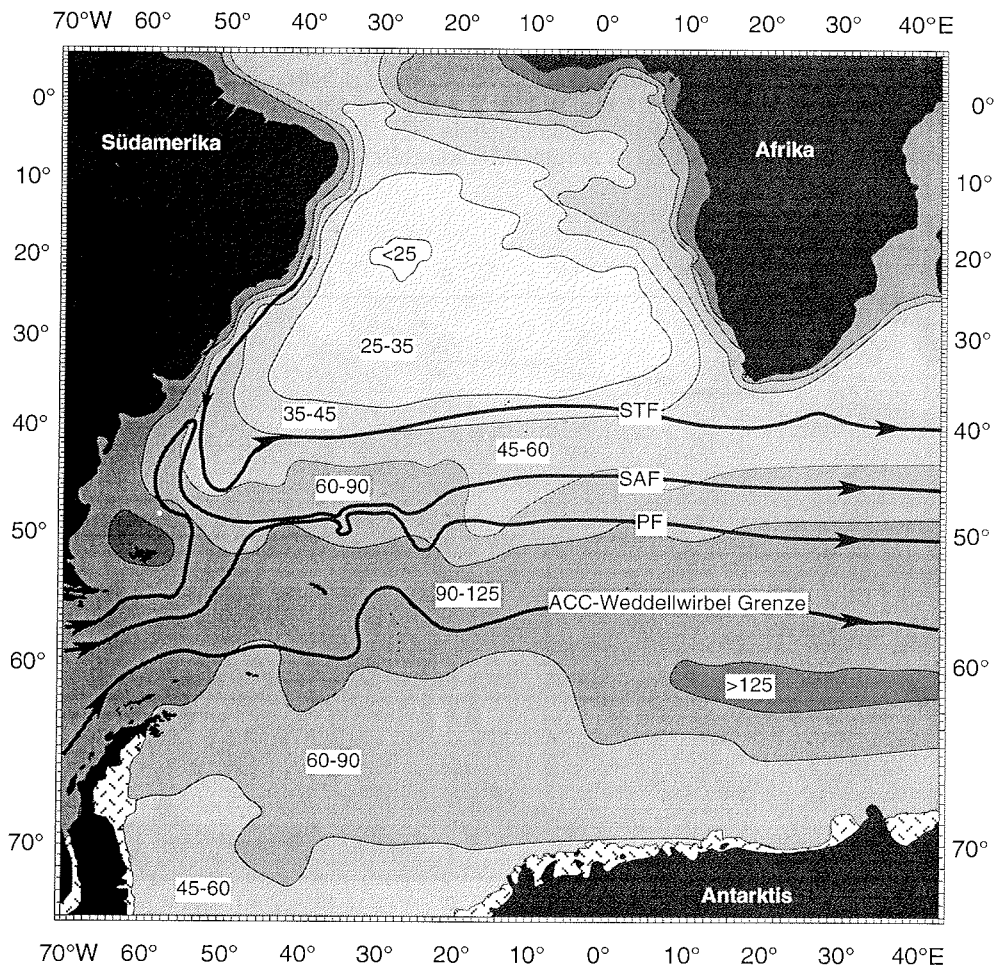 70°W 60° 50° 40° 30° 20° 10° 0° 10° 20° 30° 40°E
0° 0°
Südamerika Afrika
10° 10°
20° <25 20°
30° 25-35 30°
35-45 STF
40° 40°
45-60
60-90 SAF
50° PF 50°
90-125 ACC-Weddellwirbel Grenze
60° 60°
>125
60-90
70° 70°
45-60 Antarktis
70°W 60° 50° 40° 30° 20° 10° 0° 10° 20° 30° 40°E